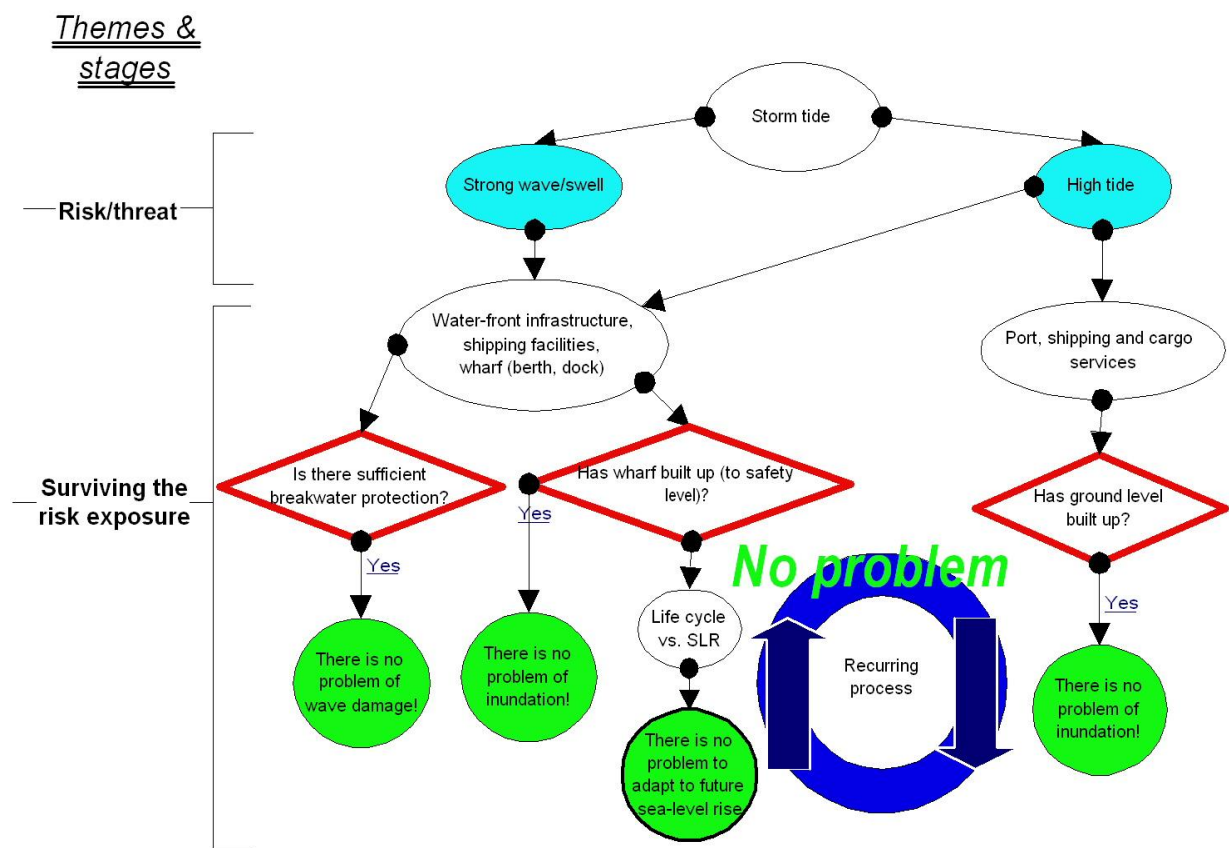 Themes &
stages
Storm tide
Strong wave/swell
High tide
Risk/threat
Water-front infrastructure,
shipping facilities,
wharf (berth, dock)
Port, shipping and cargo
services
Is there sufficient
breakwater protection?
Has wharf built up (to safety
level)?
Has ground level
built up?
Surviving the
risk exposure
Yes
Yes
Yes
No problem
Life cycle
vs. SLR
Recurring
process
There is no
problem of
wave damage!
There is no
problem of
inundation!
There is no
problem to
adapt to future
sea-level rise
There is no
problem of
inundation!